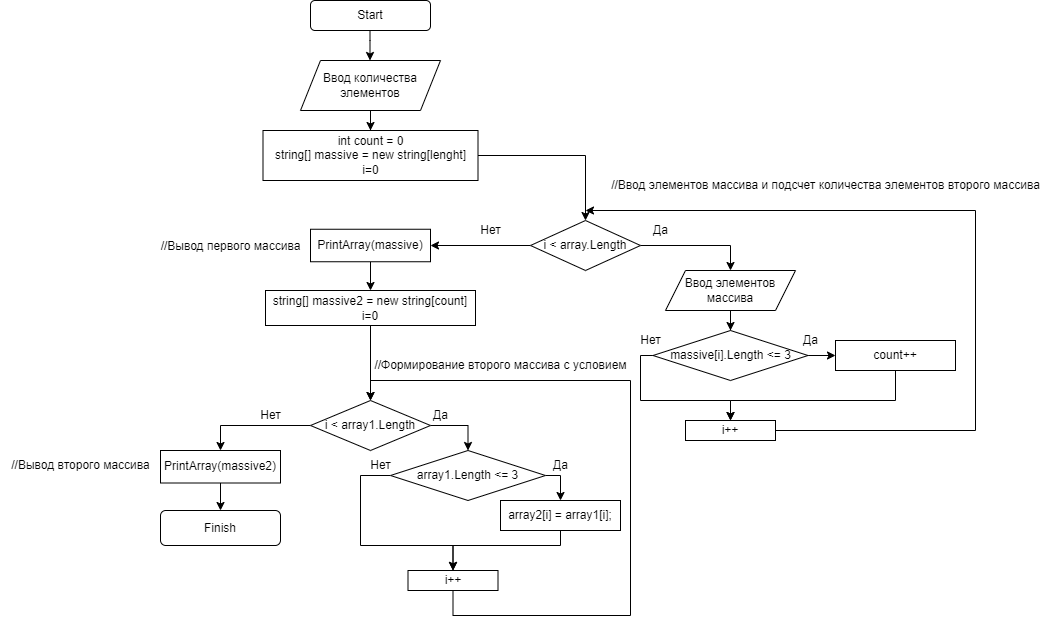 Start
Ввод количества
элементов
int count = 0
string[] massive = new string[lenght]
i=0
//Ввод элементов массива и подсчет количества элементов второго массива
i < array.Length
Нет
Да
//Вывод первого массива
PrintArray(massive)
Ввод элементов
массива
string[] massive2 = new string[count]
i=0
massive[i].Length <= 3
Нет
Да
count++
i++
//Формирование второго массива с условием
i < array1.Length
Нет
Да
//Вывод второго массива
PrintArray(massive2)
array1.Length <= 3
Нет
Да
array2[i] = array1[i];
Finish
i++